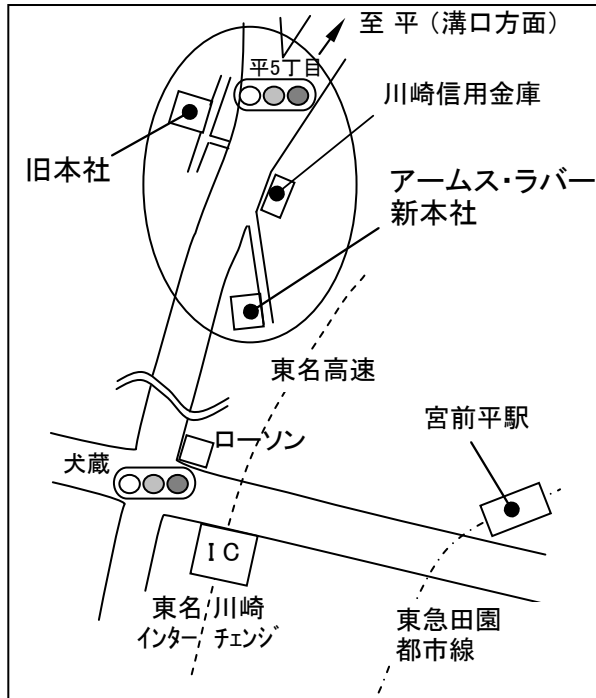 至 平（溝口方面）
平5丁目
川崎信用金庫
旧本社
アームス・ラバー
新本社
東名高速
宮前平駅
ローソン
犬蔵
ＩＣ
東名 川崎
インター チェンジ
東急田園
都市線